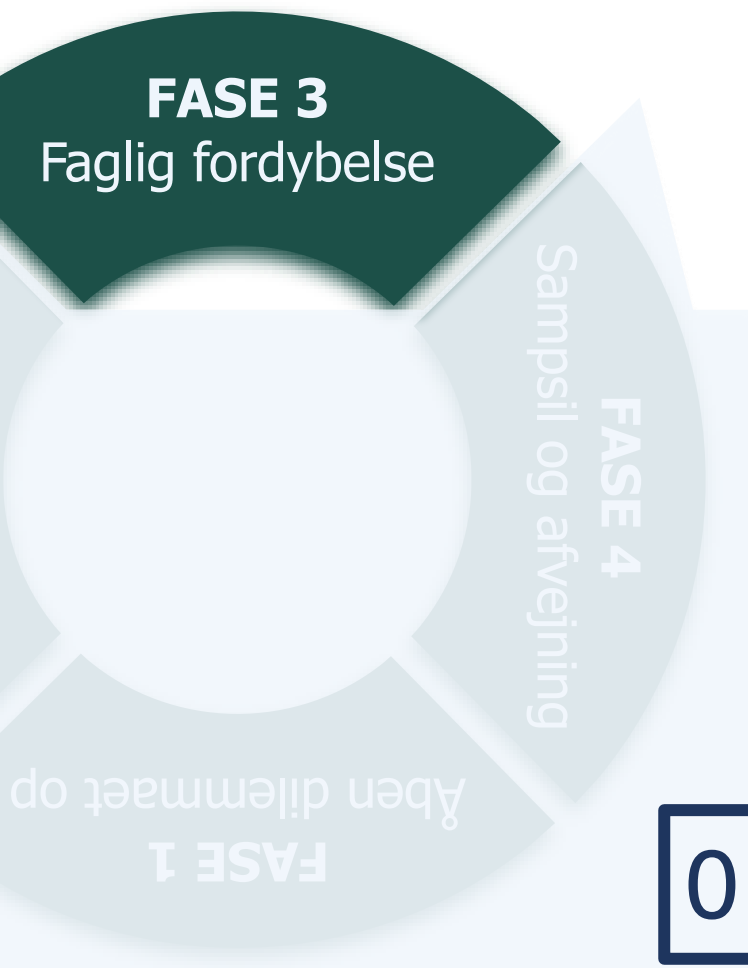 FASE 3
Faglig fordybelse
FASE 4
Sampsil og afvejning
Åben dilemmaet op
FASE 1
0